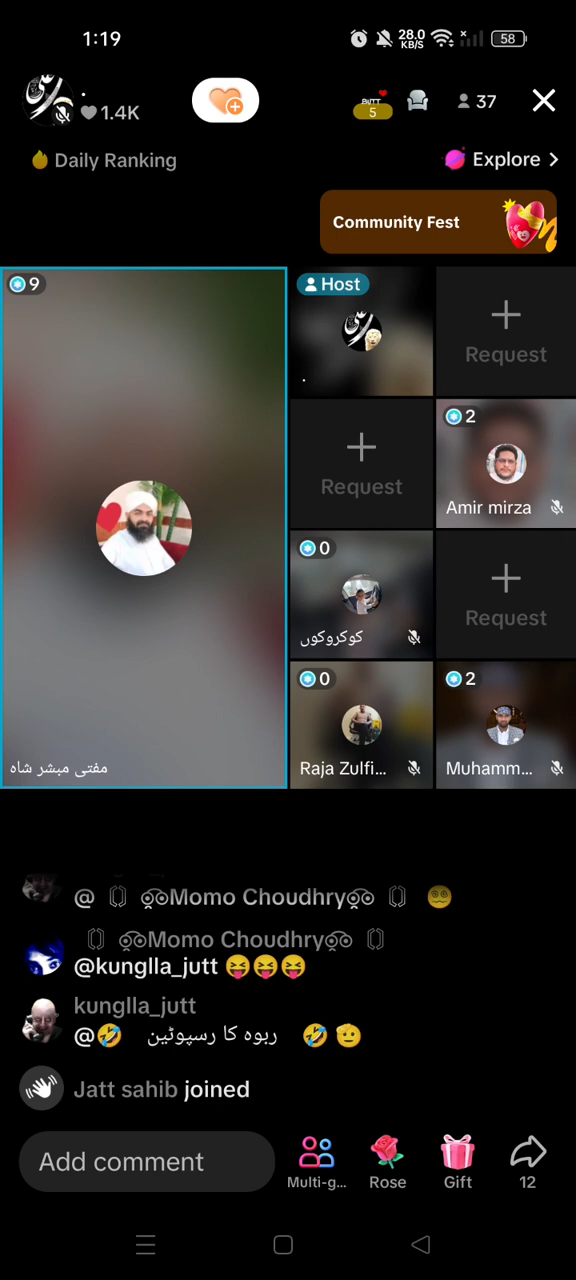 1:19
28.0
KB/S
58
.
1.4K
BUTT
5
37
Daily Ranking
Explore >
Community Fest
9
Host
.
Request
Request
2
Amir mirza
0
کوکروکوں
Request
مفتی مبشر شاہ
0
Raja Zulfi...
2
Muhamm...
@ Momo Choudhry 😵‍💫
Momo Choudhry
@kunglla_jutt 😝😝😝
kunglla_jutt
@🤣 ربوہ کا رسپوٹین 🤣 🫡
Jatt sahib joined
Add comment
Multi-g...
Rose
Gift
12